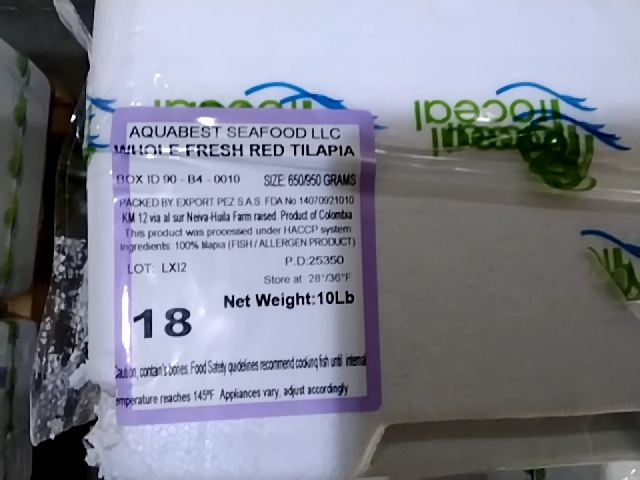 AQUABEST SEAFOOD LLC
WHOLE FRESH RED TILAPIA
BOX ID 90 - B4 - 0010 SIZE: 650/950 GRAMS
PACKED BY EXPORT PEZ S.A.S. FDA No 14070921010
KM 12 via al sur Neiva-Huila Farm raised. Product of Colombia
This product was processed under HACCP system
Ingredients: 100% tilapia (FISH / ALLERGEN PRODUCT)
LOT: LX12 P.D:25350
Store at: 28°/36°F
Net Weight:10Lb
18
Caution, contain's bones. Food Safety guidelines recommend cooking fish until internal
temperature reaches 145ºF. Appliances vary, adjust accordingly